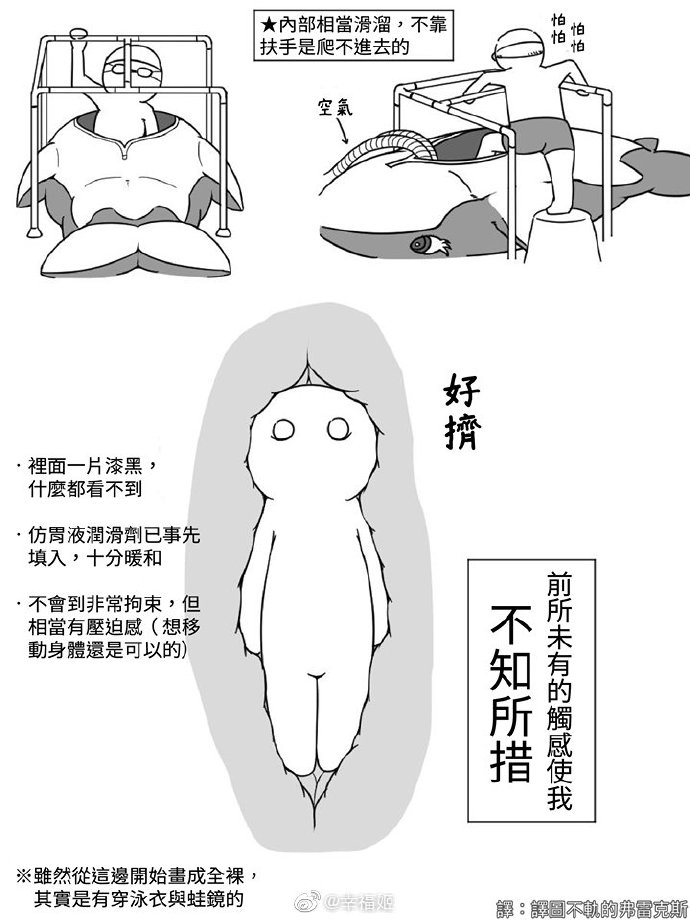 ★內部相當滑溜，不靠
扶手是爬不進去的
怕怕
怕怕
空氣
好擠
・裡面一片漆黑，
什麼都看不到
・仿胃液潤滑劑已事先
填入，十分暖和
・不會到非常拘束，但
相當有壓迫感（想移
動身體還是可以的)
前所未有的觸感使我
不知所措
※雖然從這邊開始畫成全裸，
其實是有穿泳衣與蛙鏡的
@幸福姬
譯：譯圖不軌的弗雷克斯